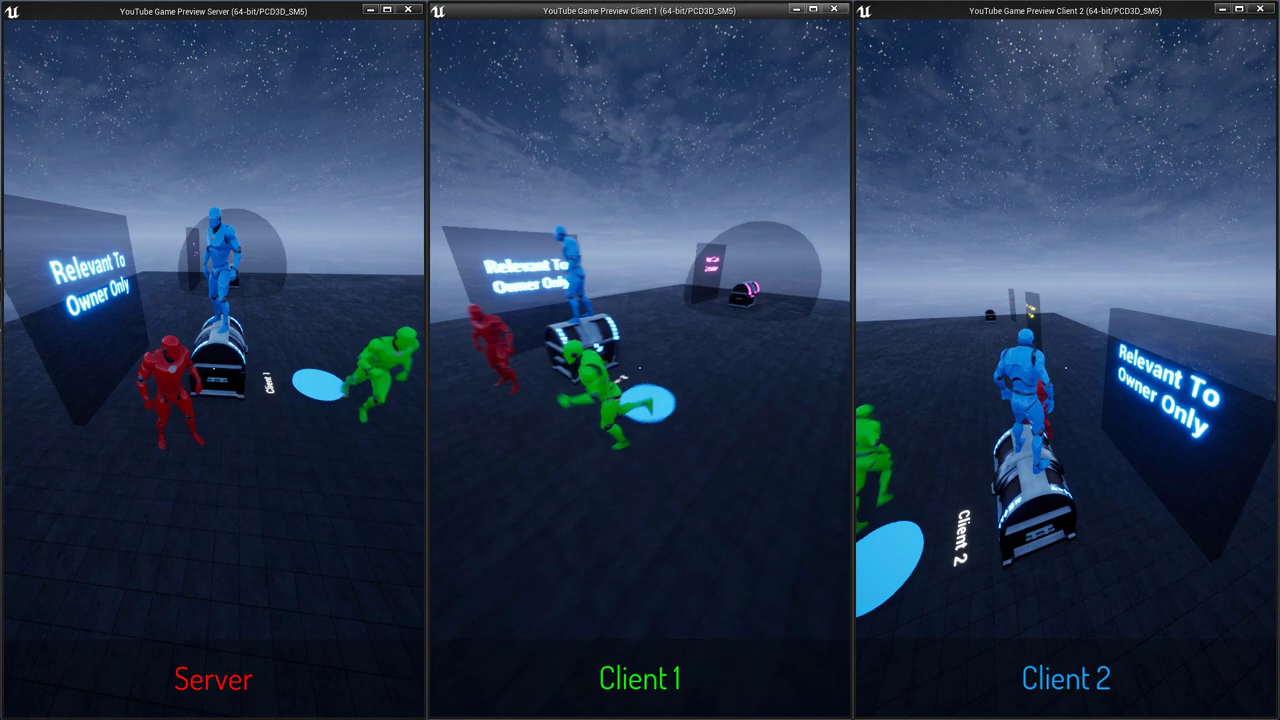 YouTube Game Preview Server (64-bit/PCD3D_SM5)
YouTube Game Preview Client 1 (64-bit/PCD3D_SM5)
YouTube Game Preview Client 2 (64-bit/PCD3D_SM5)
Relevant To
Owner Only
Client 1
Relevant To
Owner Only
Relevant To
Owner Only
Client 2
Server
Client 1
Client 2